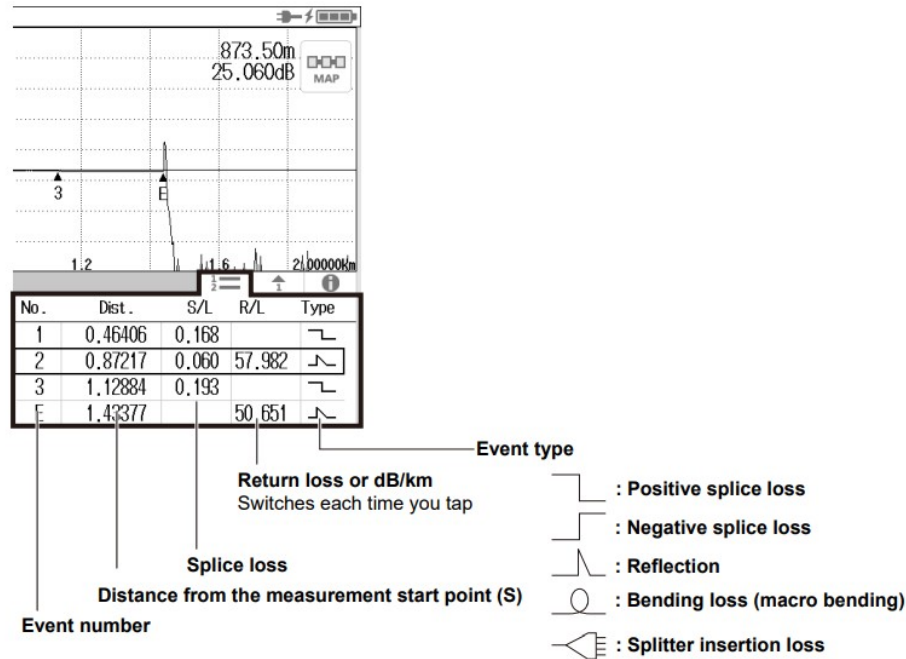 873.50m
25.060dB
MAP
3
E
1.2
1.6
2.00000km
1
2
1
No. Dist. S/L R/L Type
1 0.46406 0.168
2 0.87217 0.060 57.982
3 1.12884 0.193
E 1.43377 50.651
Event type
Return loss or dB/km
Switches each time you tap
Splice loss
Distance from the measurement start point (S)
Event number
: Positive splice loss
: Negative splice loss
: Reflection
: Bending loss (macro bending)
: Splitter insertion loss